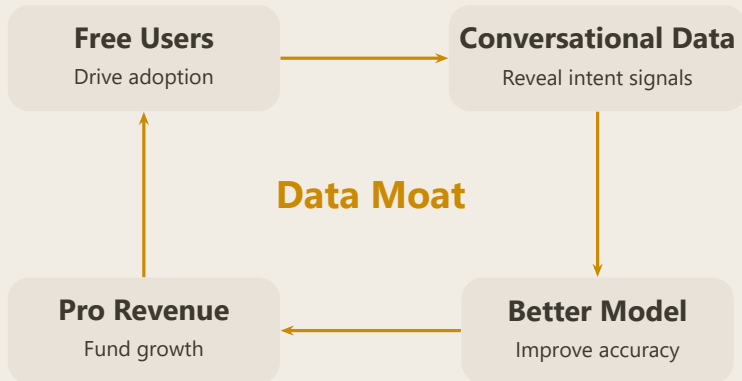 Free Users
Drive adoption
Conversational Data
Reveal intent signals
Data Moat
Pro Revenue
Fund growth
Better Model
Improve accuracy